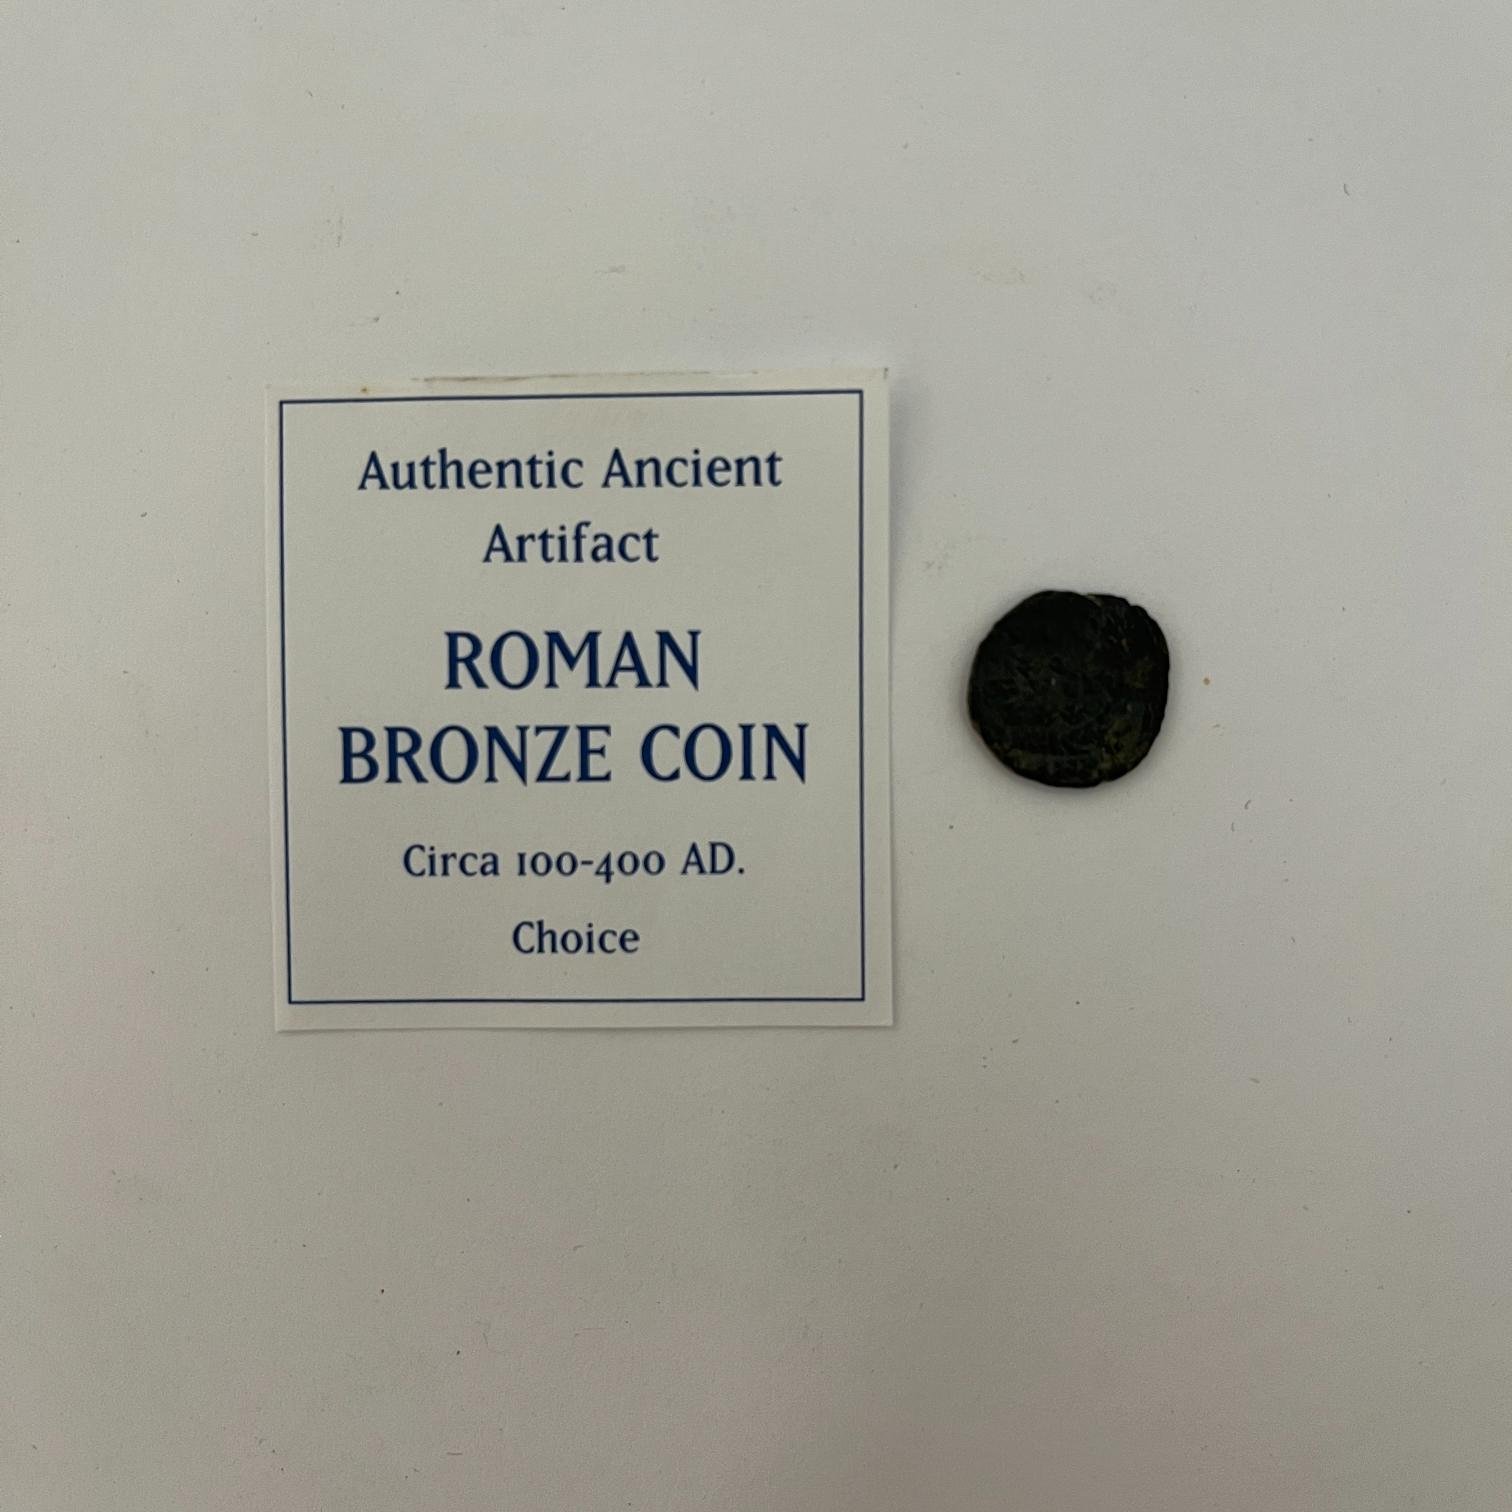 Authentic Ancient
Artifact
ROMAN
BRONZE COIN
Circa 100-400 AD.
Choice